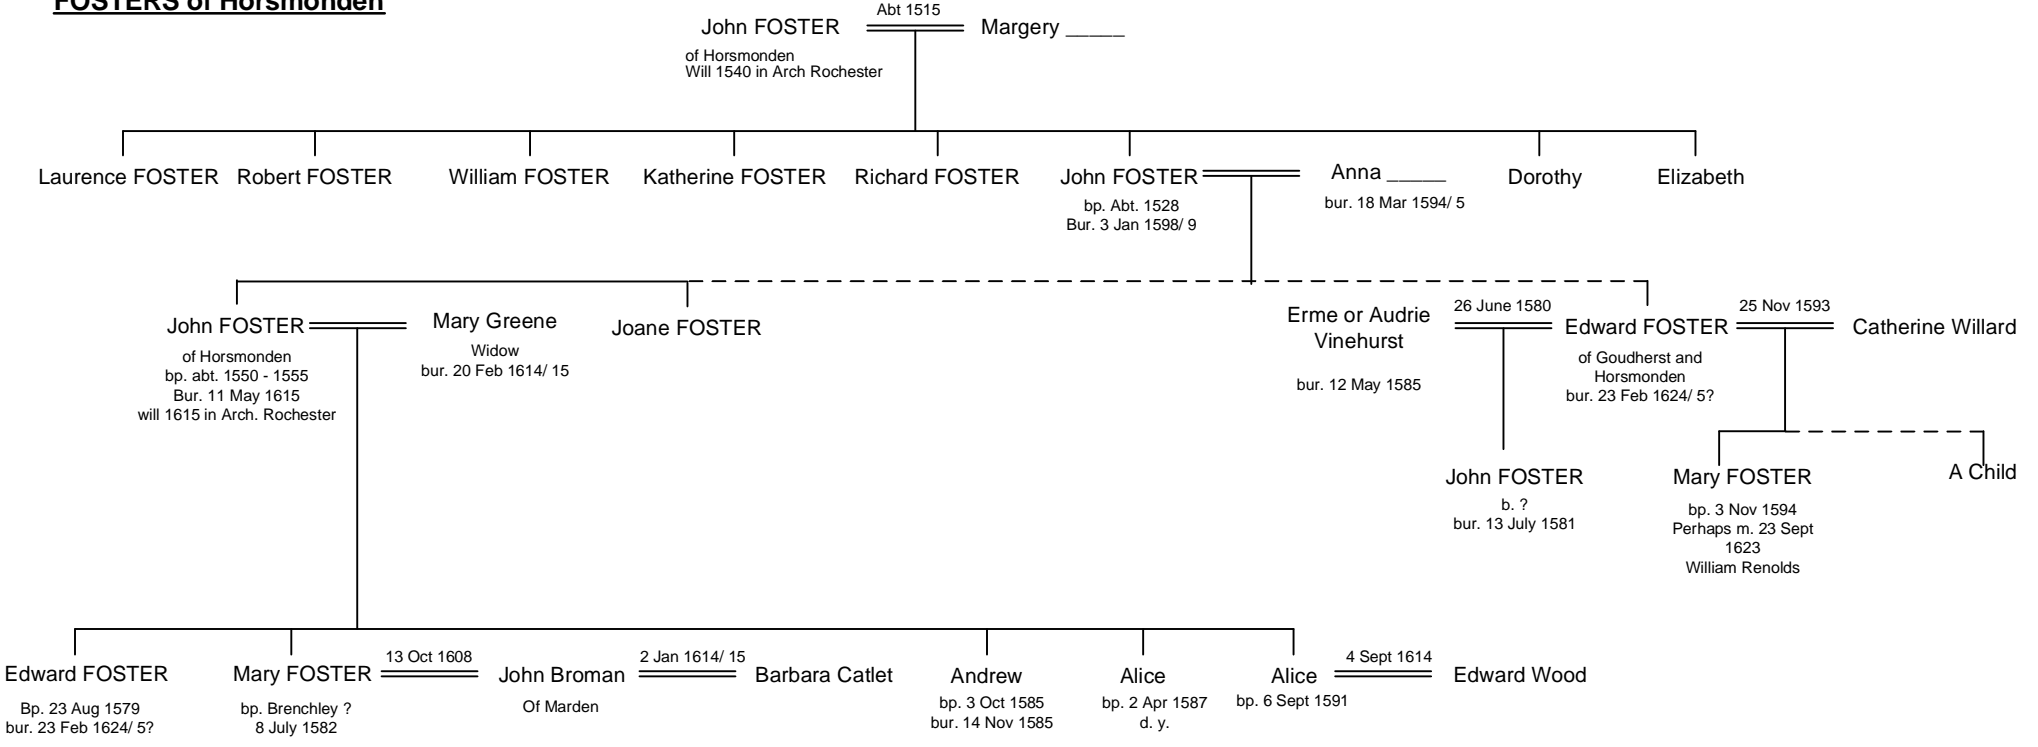 FOSTERS of Horsmonden
Abt 1515
John FOSTER
Margery _____
of Horsmonden
Will 1540 in Arch Rochester
Laurence FOSTER
Robert FOSTER
William FOSTER
Katherine FOSTER
Richard FOSTER
John FOSTER
bp. Abt. 1528
Bur. 3 Jan 1598/ 9
Anna _____
bur. 18 Mar 1594/ 5
Dorothy
Elizabeth
John FOSTER
of Horsmonden
bp. abt. 1550 - 1555
Bur. 11 May 1615
will 1615 in Arch. Rochester
Mary Greene
Widow
bur. 20 Feb 1614/ 15
Joane FOSTER
Erme or Audrie
Vinehurst
bur. 12 May 1585
26 June 1580
Edward FOSTER
of Goudherst and
Horsmonden
bur. 23 Feb 1624/ 5?
25 Nov 1593
Catherine Willard
John FOSTER
b. ?
bur. 13 July 1581
Mary FOSTER
bp. 3 Nov 1594
Perhaps m. 23 Sept
1623
William Renolds
A Child
Edward FOSTER
Bp. 23 Aug 1579
bur. 23 Feb 1624/ 5?
Mary FOSTER
bp. Brenchley ?
8 July 1582
13 Oct 1608
John Broman
Of Marden
2 Jan 1614/ 15
Barbara Catlet
Andrew
bp. 3 Oct 1585
bur. 14 Nov 1585
Alice
bp. 2 Apr 1587
d. y.
Alice
bp. 6 Sept 1591
4 Sept 1614
Edward Wood